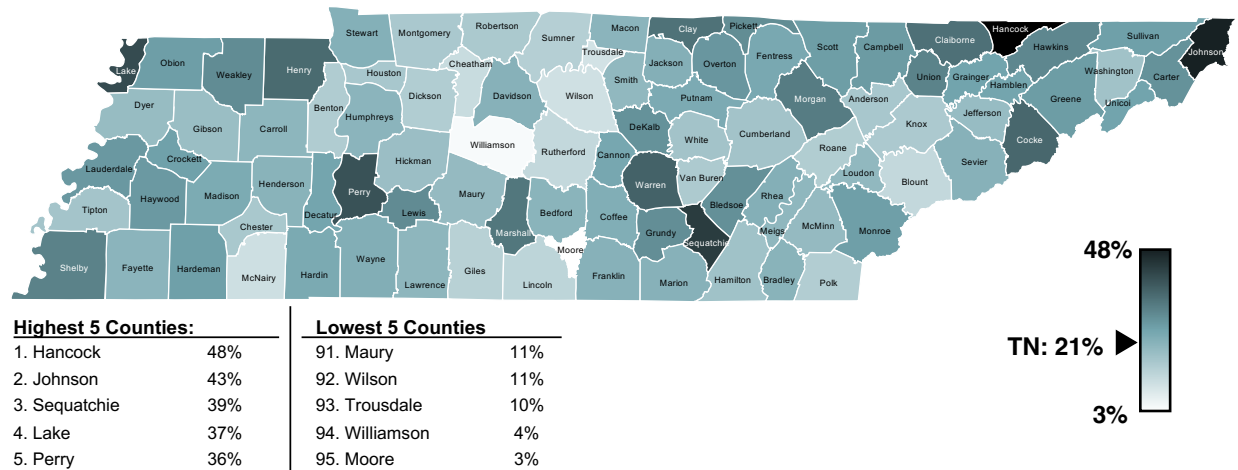 Stewart Montgomery Robertson Sumner Macon Clay Pickett Hancock
Lake Obion Weakley Henry Houston Cheatham Trousdale Jackson Overton Fentress Scott Campbell Claiborne Hawkins Sullivan Johnson
Dyer Gibson Carroll Benton Humphreys Dickson Davidson Wilson Smith Putnam Morgan Anderson Union Grainger Hamblen Greene Washington Unicoi Carter
Lauderdale Crockett Haywood Madison Henderson Decatur Perry Hickman Williamson Rutherford Cannon DeKalb White Cumberland Roane Knox Jefferson Cocke
Tipton Chester Lewis Maury Marshall Bedford Coffee Warren Van Buren Bledsoe Rhea Meigs McMinn Loudon Blount Sevier Monroe
Shelby Fayette Hardeman McNairy Hardin Wayne Lawrence Giles Lincoln Moore Franklin Grundy Sequatchie Marion Hamilton Bradley Polk
48%
TN: 21%
3%
Highest 5 Counties:
1. Hancock 48%
2. Johnson 43%
3. Sequatchie 39%
4. Lake 37%
5. Perry 36%
Lowest 5 Counties
91. Maury 11%
92. Wilson 11%
93. Trousdale 10%
94. Williamson 4%
95. Moore 3%